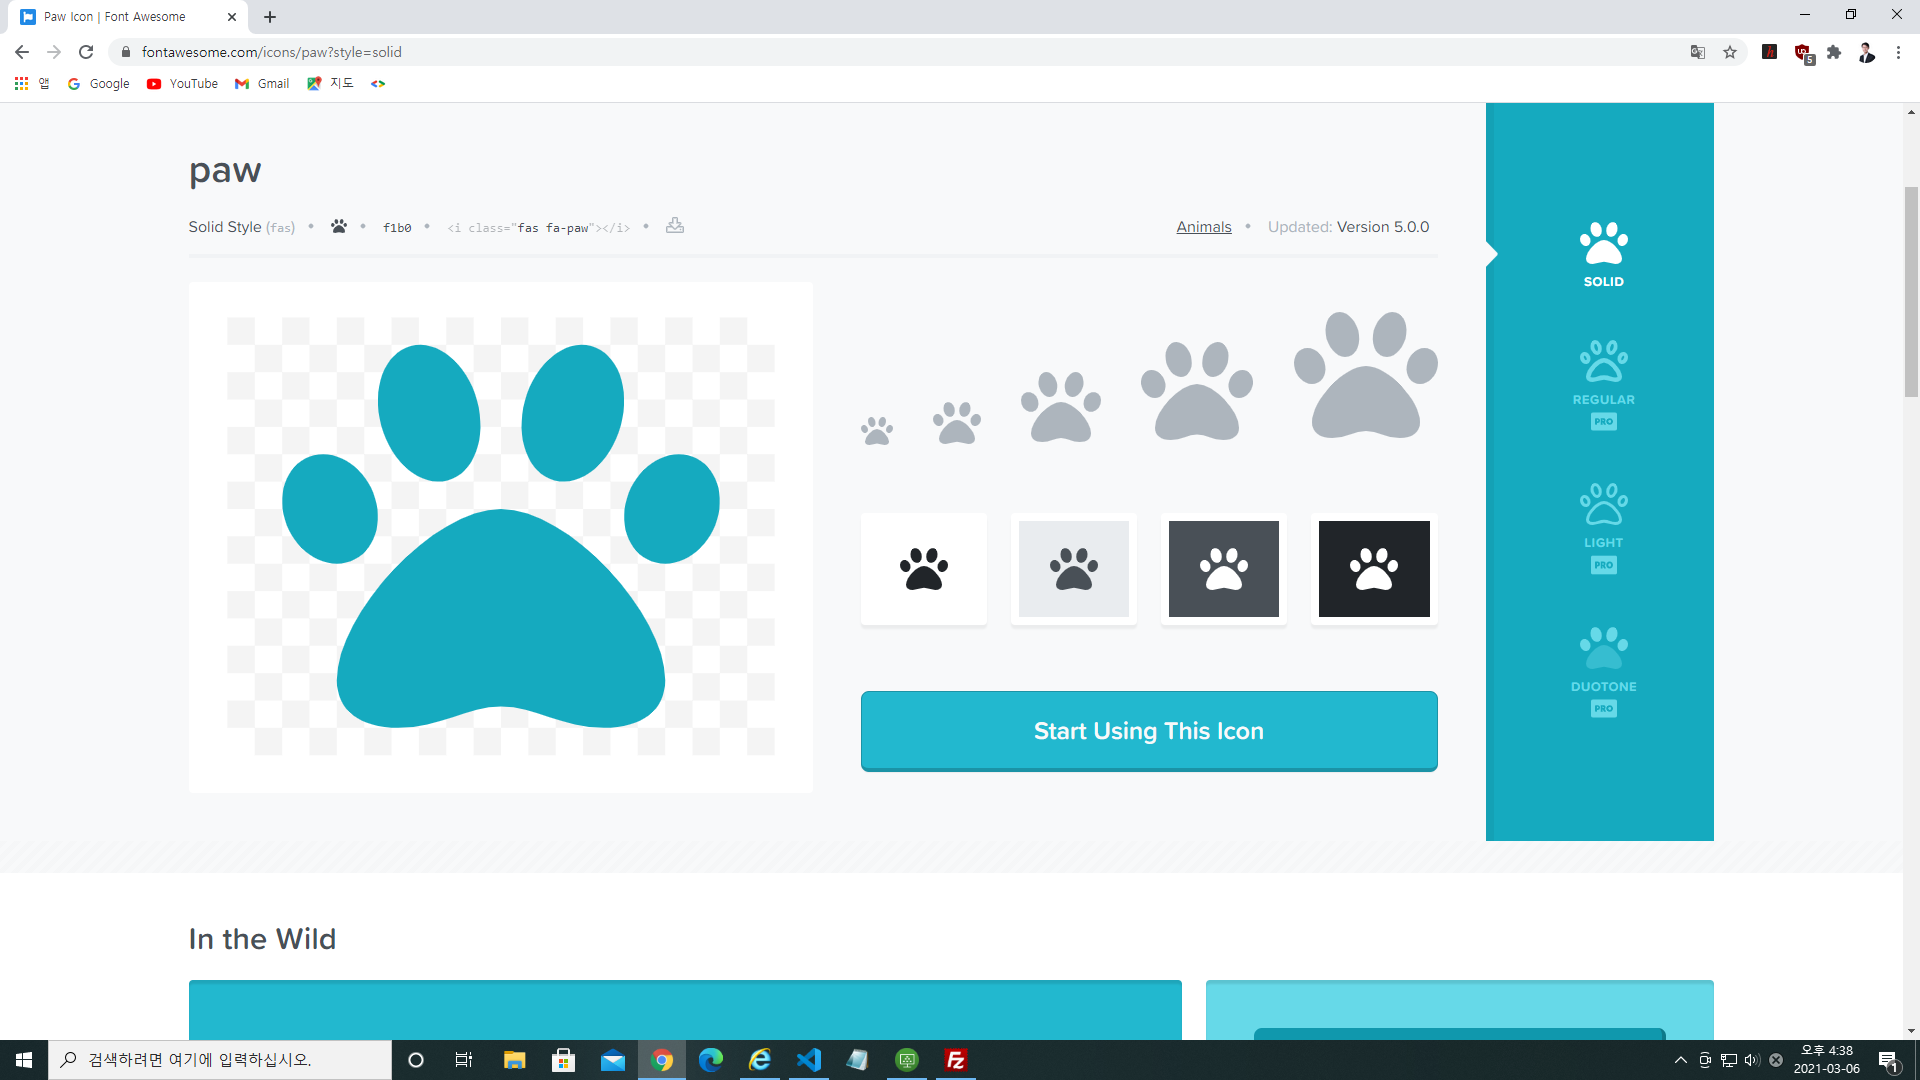 Paw Icon | Font Awesome
fontawesome.com/icons/paw?style=solid
5
앱 Google YouTube Gmail 지도
paw
Solid Style (fas) • • f1b0 • <i class="fas fa-paw"></i> •
Animals • Updated: Version 5.0.0
SOLID
REGULAR
PRO
LIGHT
PRO
DUOTONE
PRO
Start Using This Icon
In the Wild
검색하려면 여기에 입력하십시오.
오후 4:38
2021-03-06
1